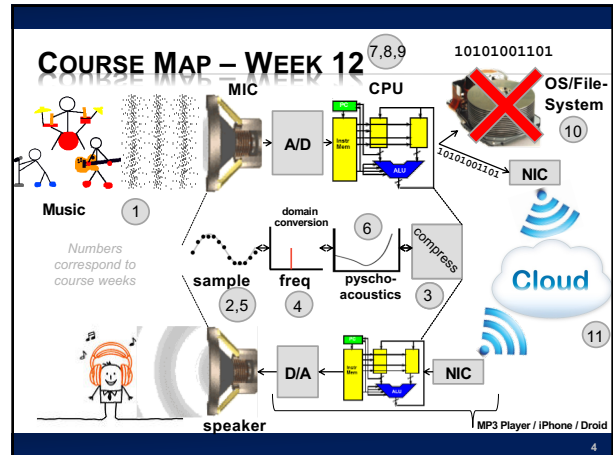 COURSE MAP – WEEK 12
7,8,9
10101001101
MIC
CPU
OS/File-
System
10
A/D
PC
Instr
Mem
ALU
10101001101
NIC
Music
1
Numbers
correspond to
course weeks
domain
conversion
6
compress
sample
freq
pyscho-
acoustics
3
2,5
4
Cloud
11
D/A
Instr
Mem
ALU
NIC
speaker
MP3 Player / iPhone / Droid
4